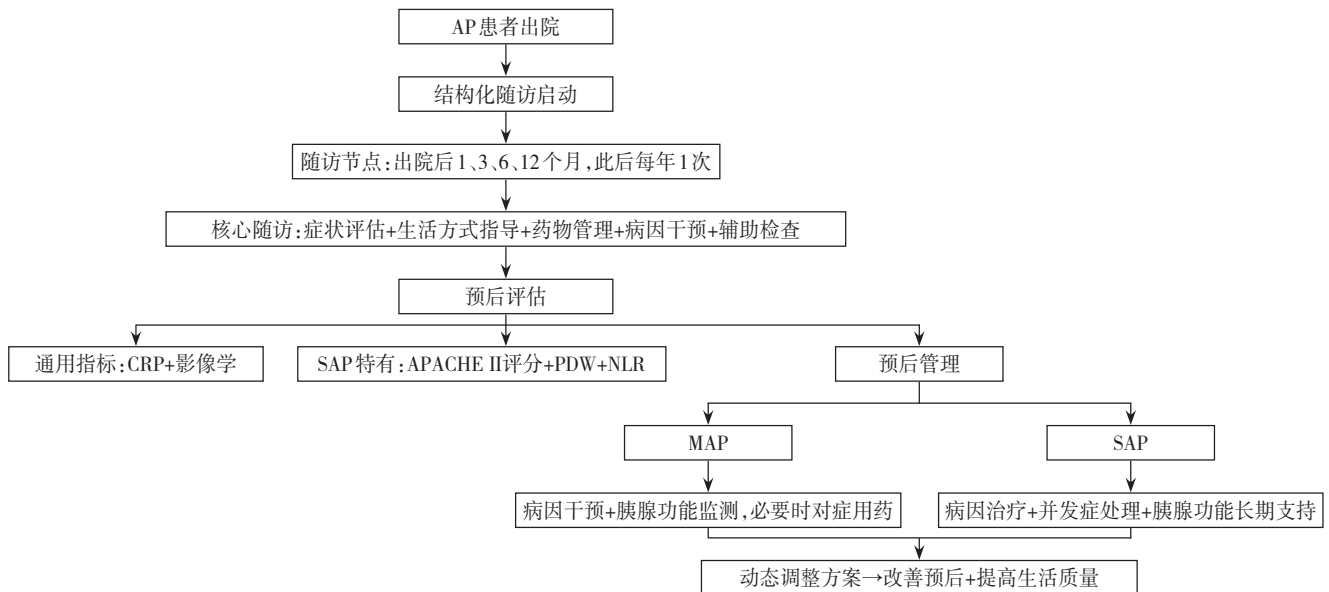 AP患者出院
结构化随访启动
随访节点:出院后1、3、6、12个月,此后每年1次
核心随访:症状评估+生活方式指导+药物管理+病因干预+辅助检查
预后评估
通用指标:CRP+影像学
SAP特有:APACHE II评分+PDW+NLR
预后管理
MAP
SAP
病因干预+胰腺功能监测,必要时对症用药
病因治疗+并发症处理+胰腺功能长期支持
动态调整方案→改善预后+提高生活质量